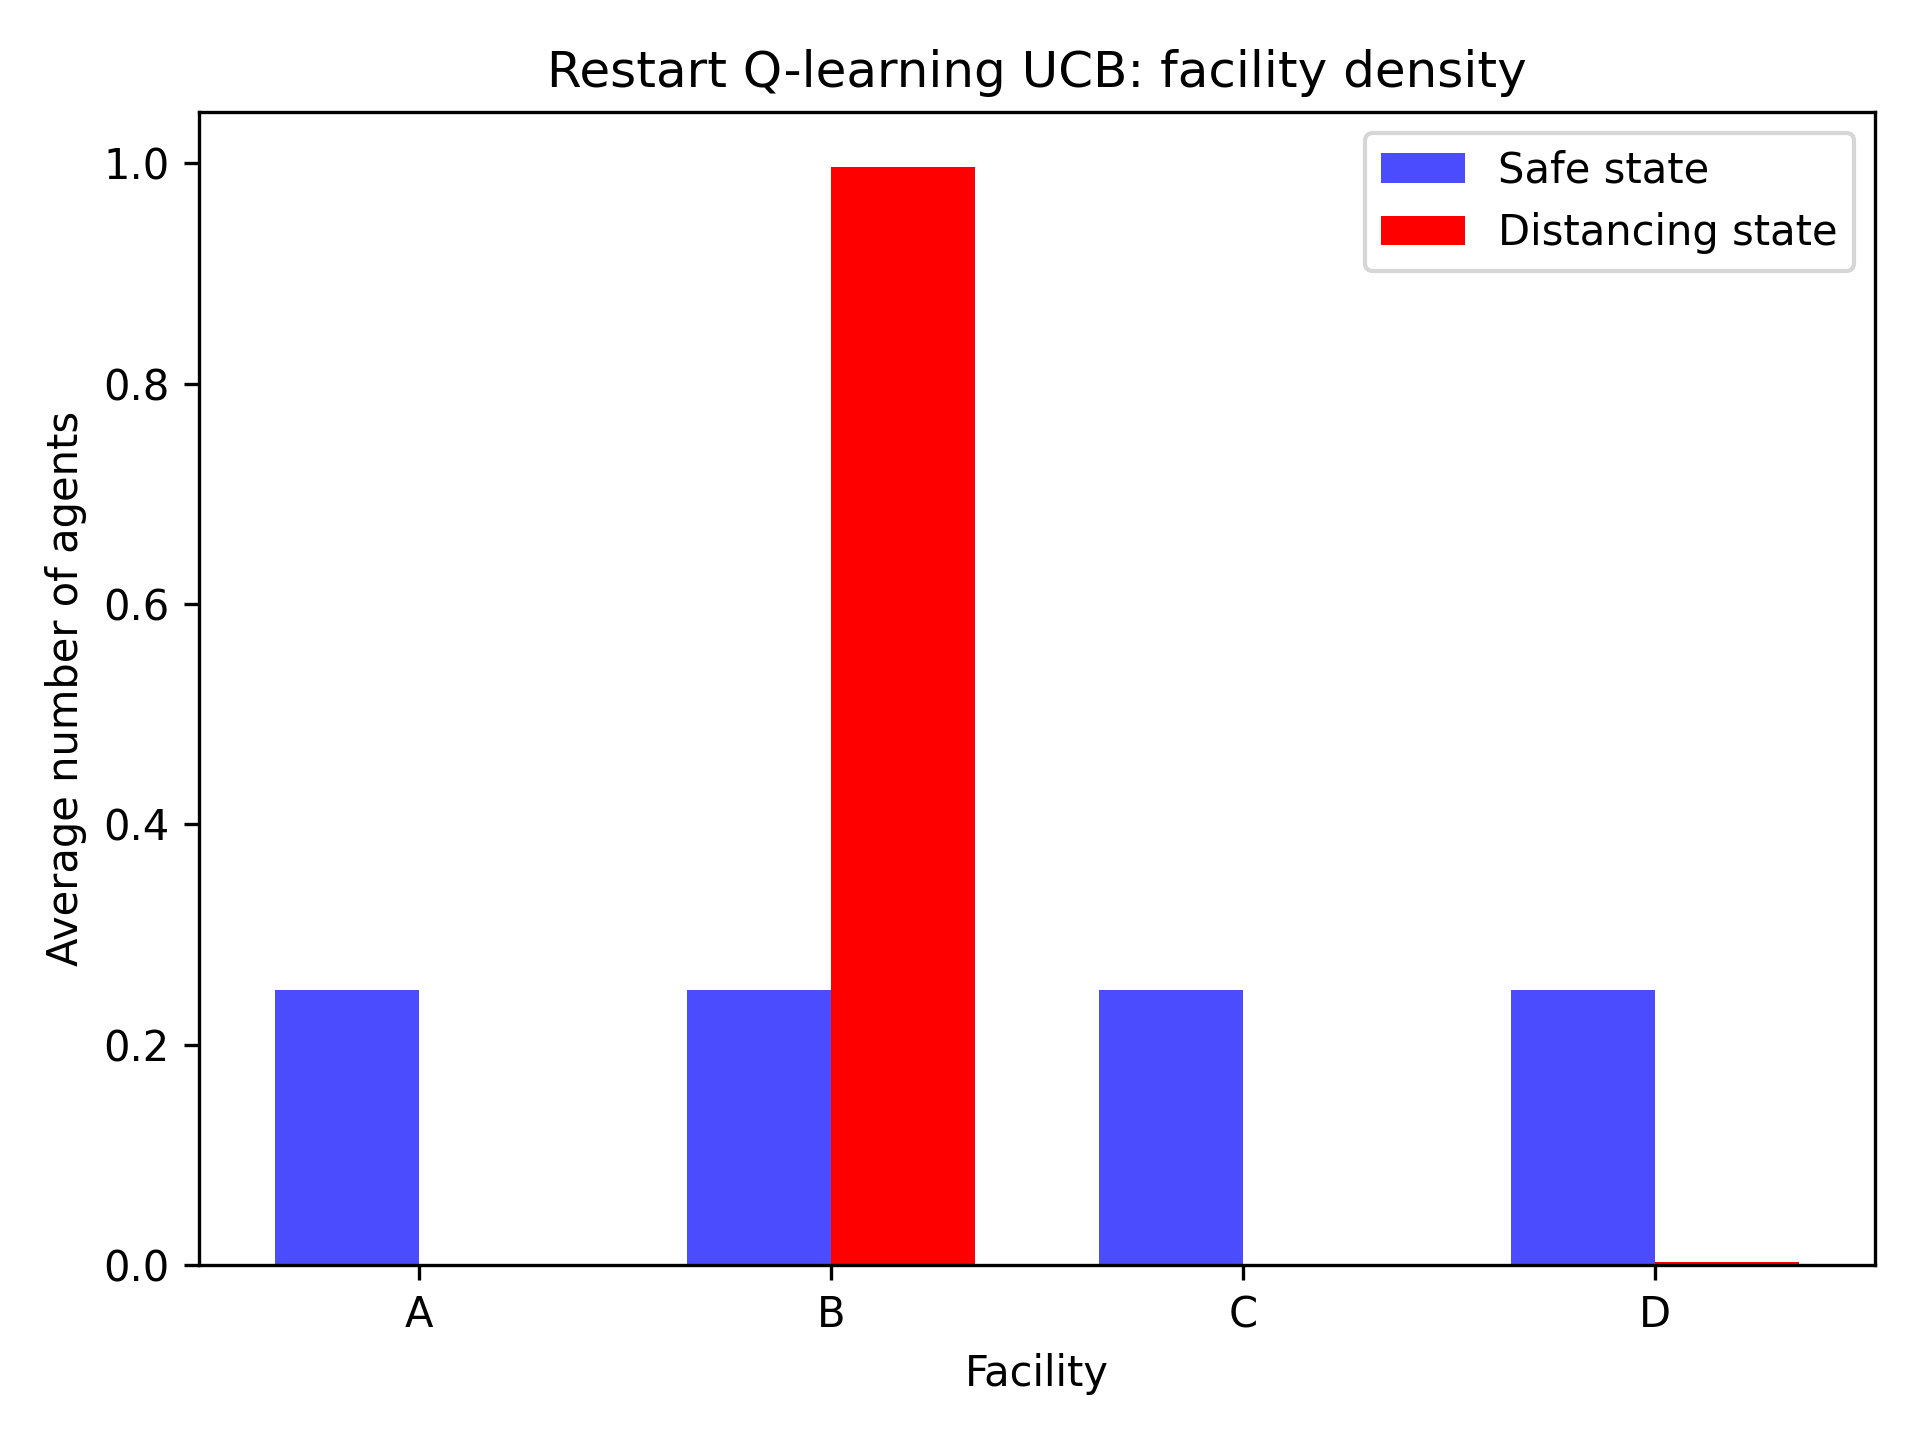 Restart Q-learning UCB: facility density
Safe state
Distancing state
Average number of agents
1.0
0.8
0.6
0.4
0.2
0.0
A B C D
Facility